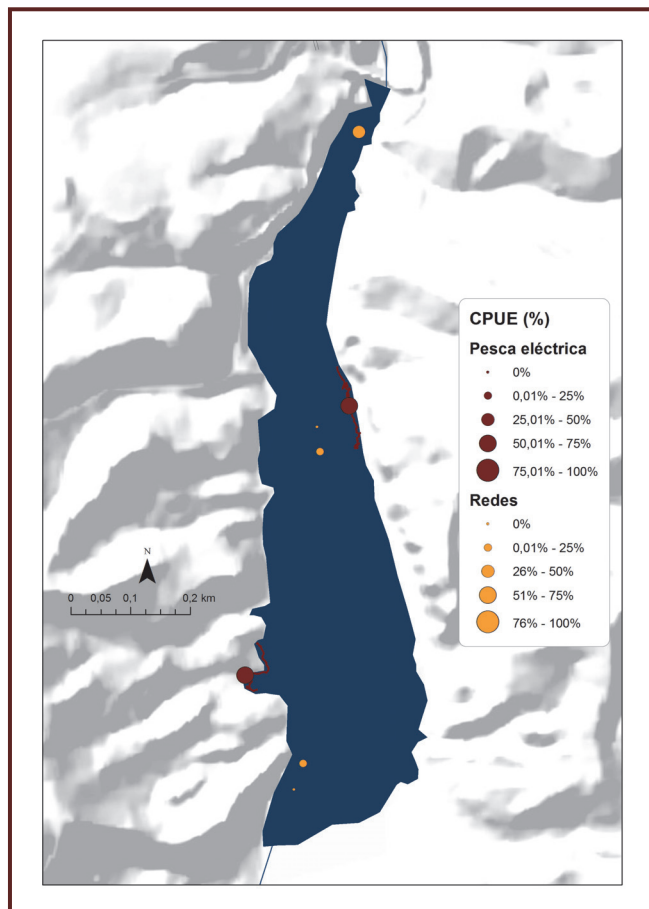 CPUE (%)
Pesca eléctrica
0%
0,01% - 25%
25,01% - 50%
50,01% - 75%
75,01% - 100%
Redes
0%
0,01% - 25%
26% - 50%
51% - 75%
76% - 100%
N
0 0,05 0,1 0,2 km